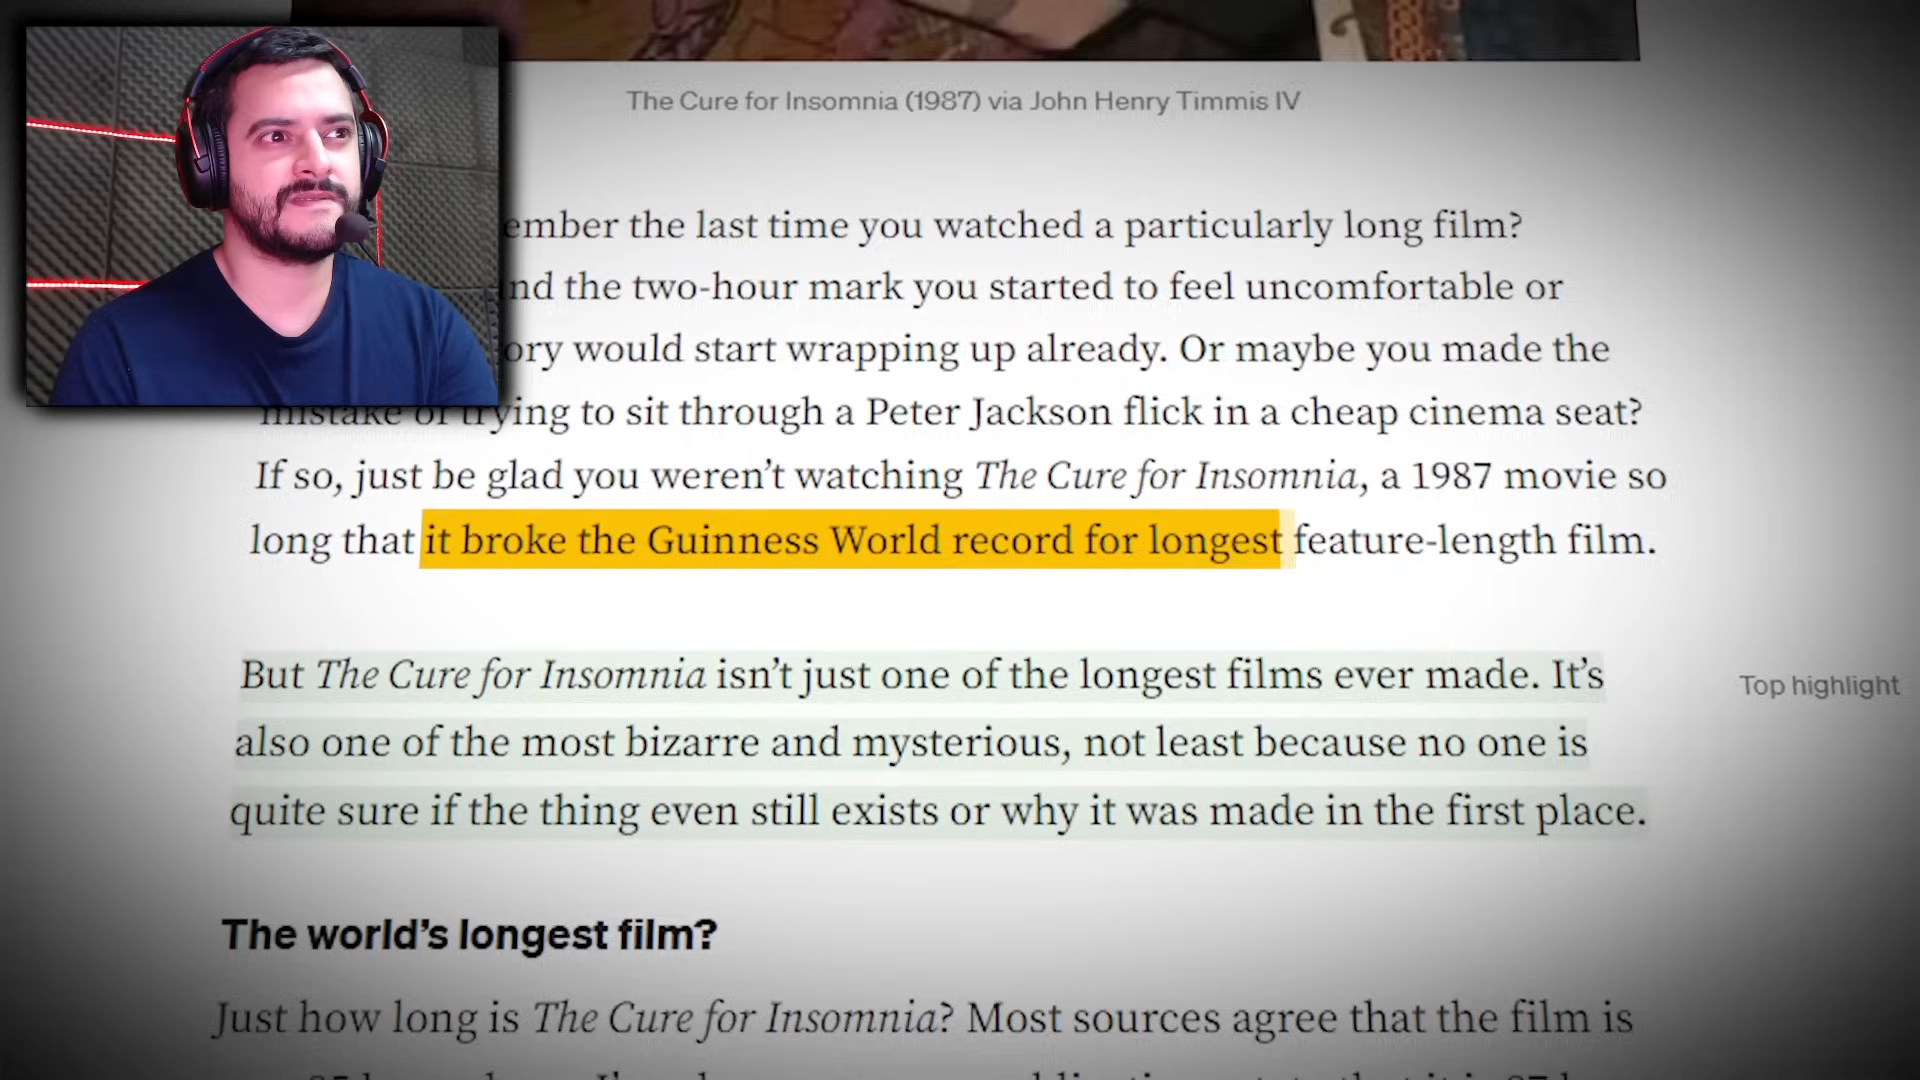 The Cure for Insomnia (1987) via John Henry Timmis IV
the last time you watched a particularly long film?
the two-hour mark you started to feel uncomfortable or
would start wrapping up already. Or maybe you made the
mistake of trying to sit through a Peter Jackson flick in a cheap cinema seat?
If so, just be glad you weren’t watching The Cure for Insomnia, a 1987 movie so
long that it broke the Guinness World record for longest feature-length film.
But The Cure for Insomnia isn’t just one of the longest films ever made. It’s
also one of the most bizarre and mysterious, not least because no one is
quite sure if the thing even still exists or why it was made in the first place.
Top highlight
The world’s longest film?
Just how long is The Cure for Insomnia? Most sources agree that the film is